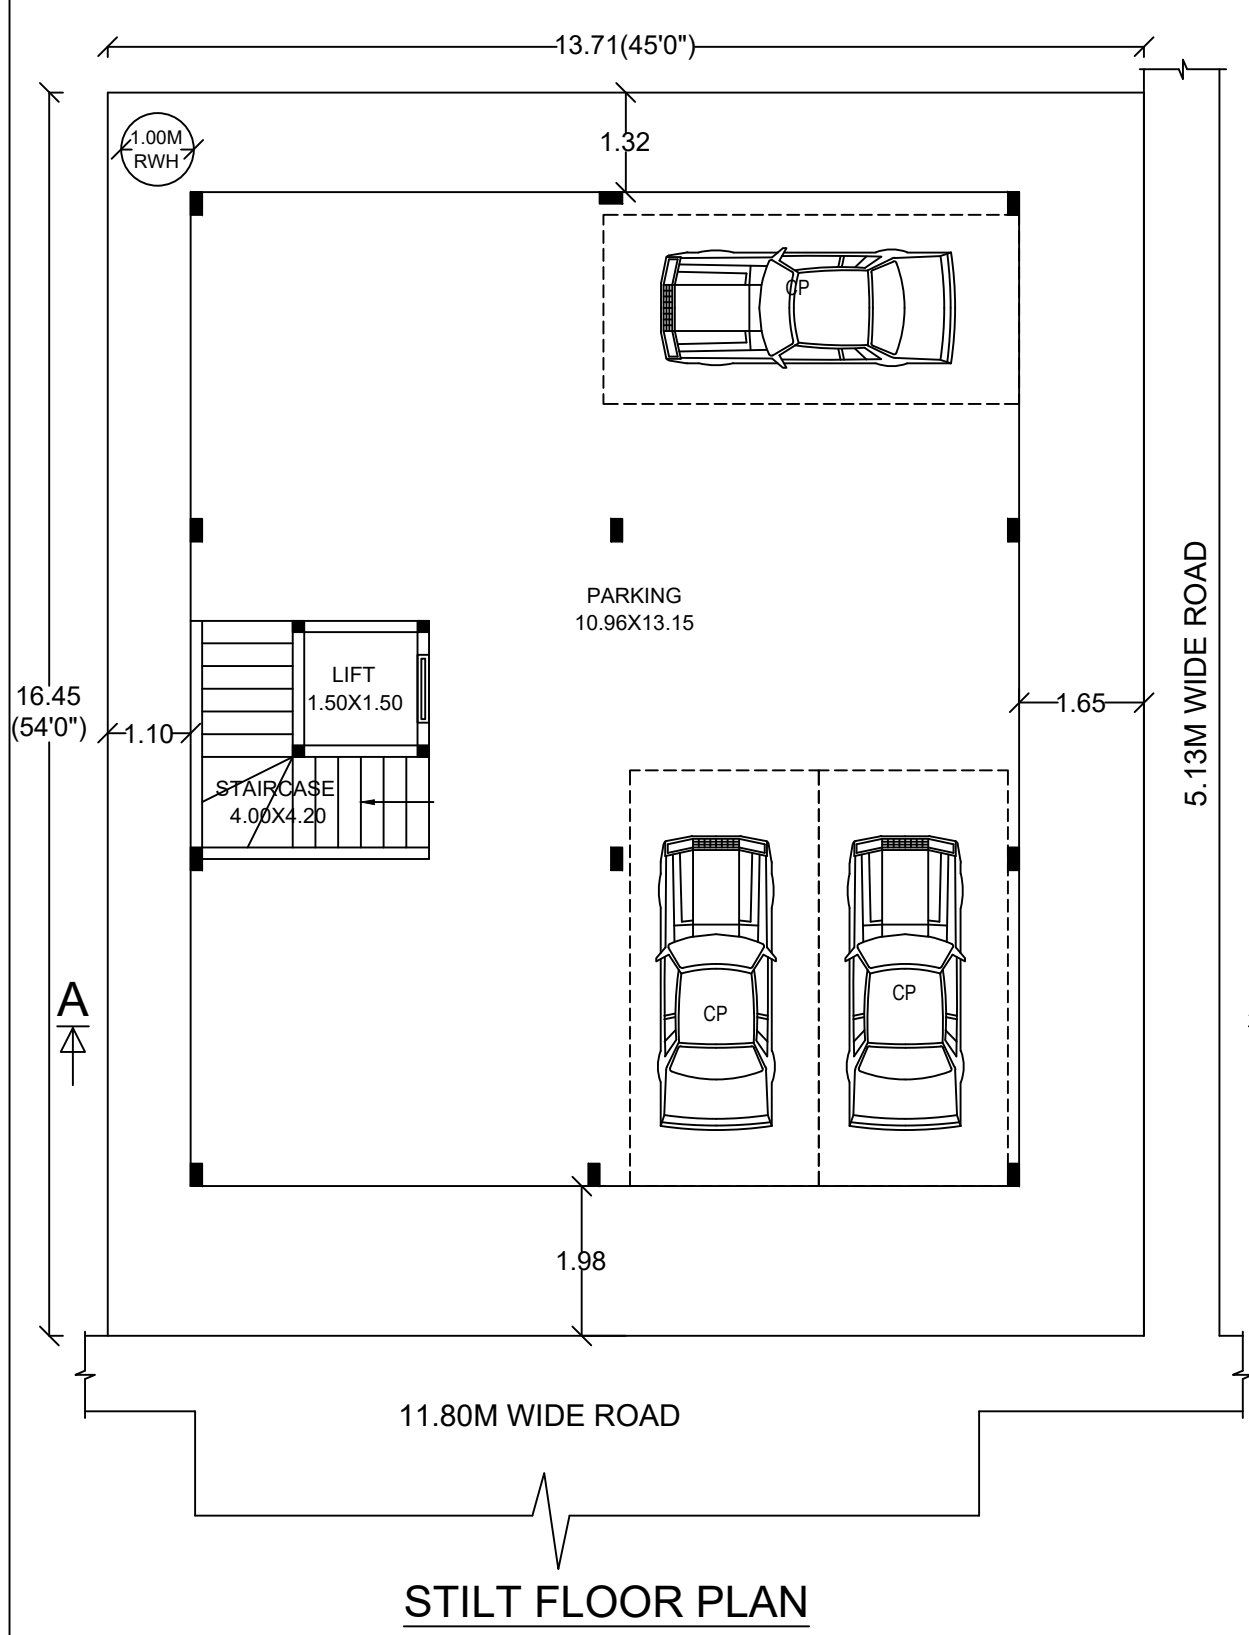 13.71(45'0")
1.00M
RWH
1.32
CP
PARKING
10.96X13.15
LIFT
1.50X1.50
16.45
(54'0")
1.10
1.65
5.13M WIDE ROAD
STAIRCASE
4.00X4.20
A
CP
CP
1.98
11.80M WIDE ROAD
STILT FLOOR PLAN